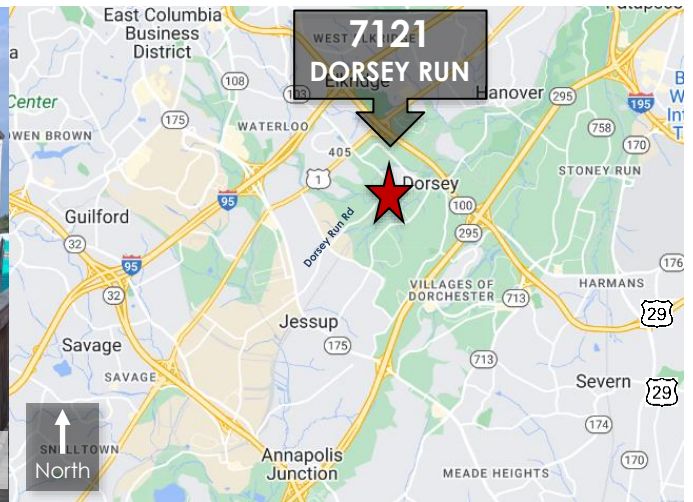 East Columbia
Business
District
Center
108
103
175
WEST ELKRIDGE
7121
DORSEY RUN
Elkridge
Hanover
295
195
WATERLOO
OWEN BROWN
405
1
758
170
STONEY RUN
Dorsey
95
Guilford
100
295
32
Dorsey Run Rd
95
32
VILLAGES OF
DORCHESTER
713
HARMANS
176
29
Jessup
175
Savage
SAVAGE
713
Severn
29
174
North
Annapolis
Junction
MEADE HEIGHTS
170